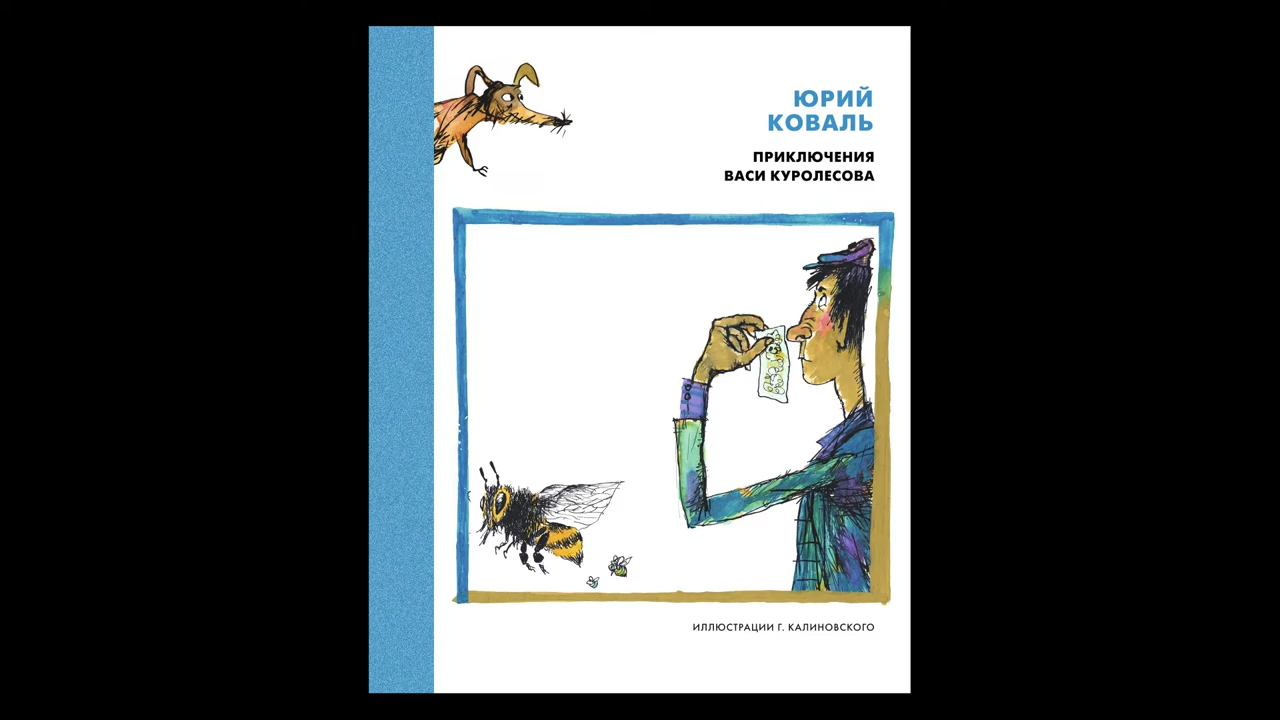 ЮРИЙ
КОВАЛЬ
ПРИКЛЮЧЕНИЯ
ВАСИ КУРОЛЕСОВА
ИЛЛЮСТРАЦИИ Г. КАЛИНОВСКОГО